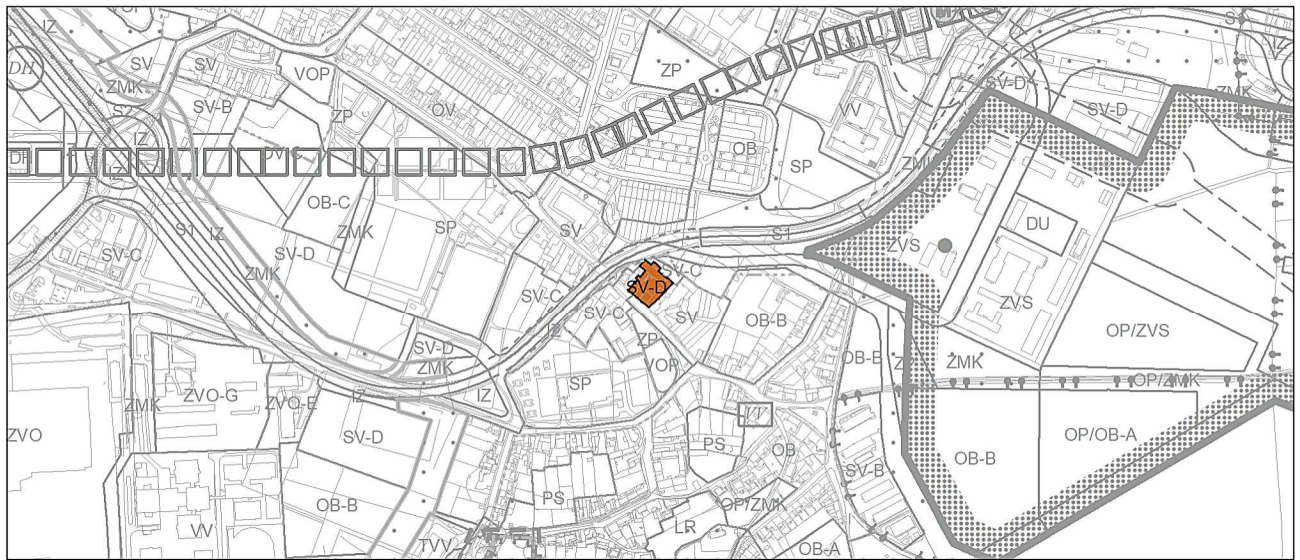 IZ
SV
SV
VOP
ZP
VV
SV-D
SV-D
ZMK
DH
ZMK
S2
SV-B
ZP
OV
OB
SP
ZMK
IZ
OB-C
ZMK
SP
SV
S1
ZVS
DU
SV-C
S1
IZ
SV-D
ZMK
SV-C
SV-C
SV-D
SV-C
SV
OB-B
ZVS
OP/ZVS
IZ
ZP
VOP
SV-D
ZMK
IZ
SP
OB-B
ZMK
OP/ZMK
ZVO
ZMK
ZVO-G
ZVO-E
IZ
SV-D
VV
PS
OB
SV-B
OB-B
OP/OB-A
VV
OB-B
PS
OP/ZMK
LR
OB-A
TVV